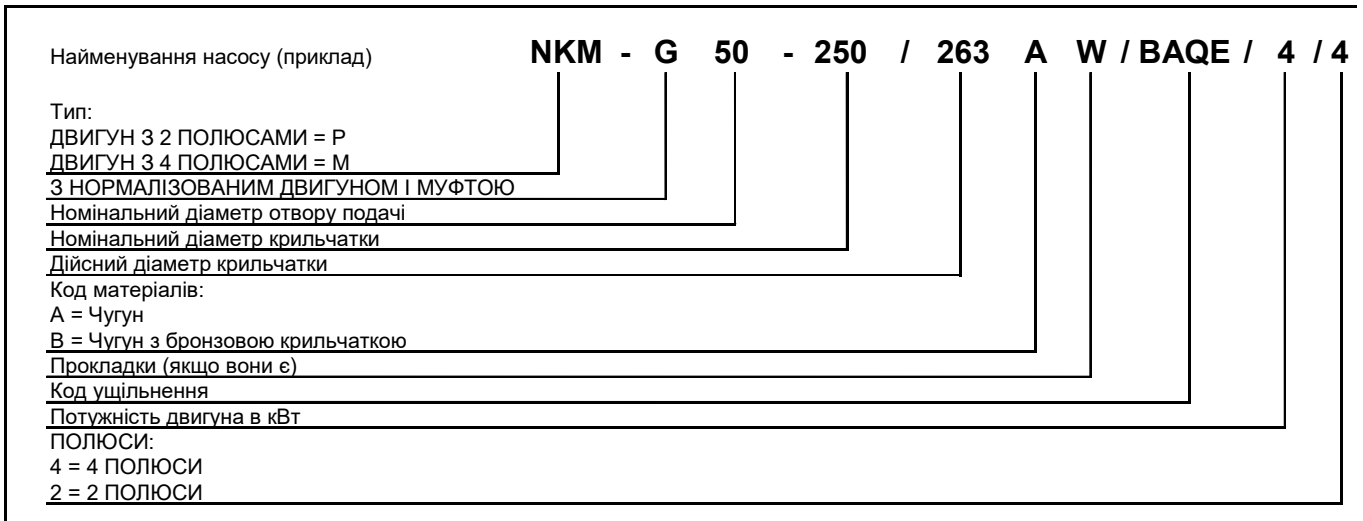 Найменування насосу (приклад) NKM - G 50 - 250 / 263 A W / BAQE / 4 / 4
Тип:
ДВИГУН З 2 ПОЛЮСАМИ = P
ДВИГУН З 4 ПОЛЮСАМИ = M
З НОРМАЛІЗОВАНИМ ДВИГУНОМ І МУФТОЮ
Номінальний діаметр отвору подачі
Номінальний діаметр крильчатки
Дійсний діаметр крильчатки
Код матеріалів:
A = Чугун
B = Чугун з бронзовою крильчаткою
Прокладки (якщо вони є)
Код ущільнення
Потужність двигуна в кВт
ПОЛЮСИ:
4 = 4 ПОЛЮСИ
2 = 2 ПОЛЮСИ